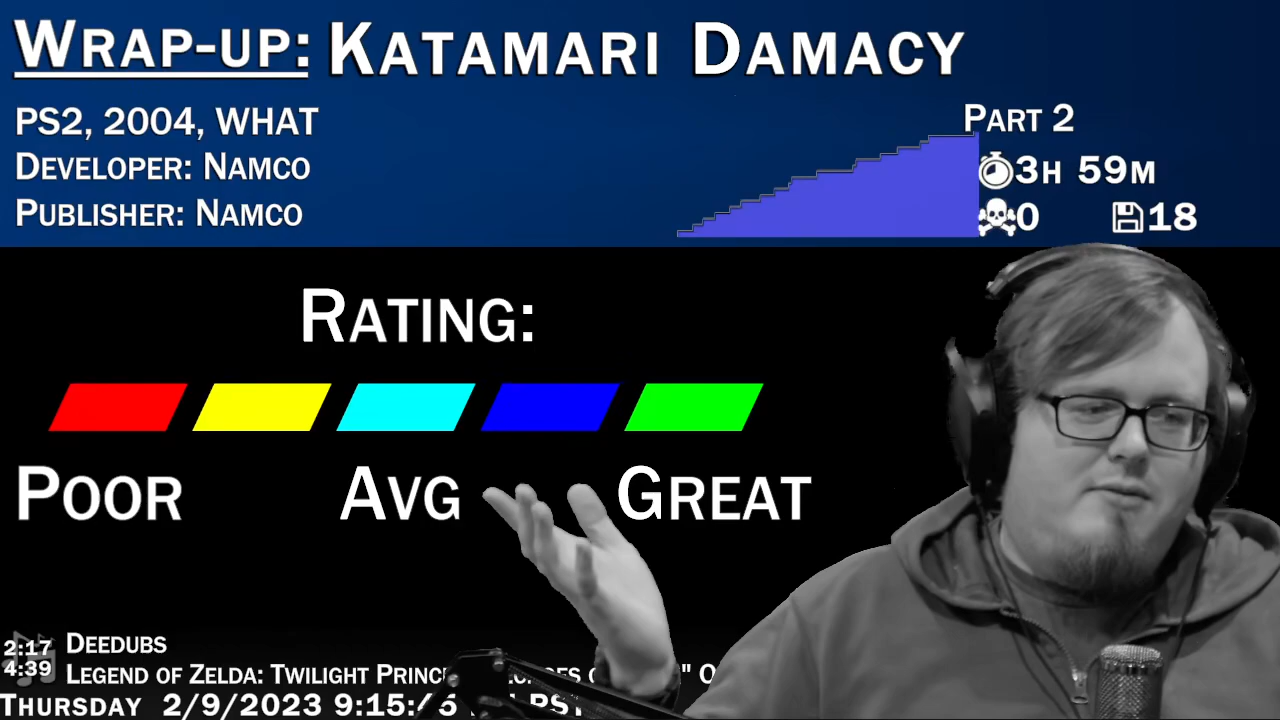 WRAP-UP: KATAMARI DAMACY
PS2, 2004, WHAT
DEVELOPER: NAMCO
PUBLISHER: NAMCO
PART 2
3H 59M
0 18
RATING:
POOR AVG GREAT
2:17 DEEDUBS
4:39 LEGEND OF ZELDA: TWILIGHT
THURSDAY 2/9/2023 PST